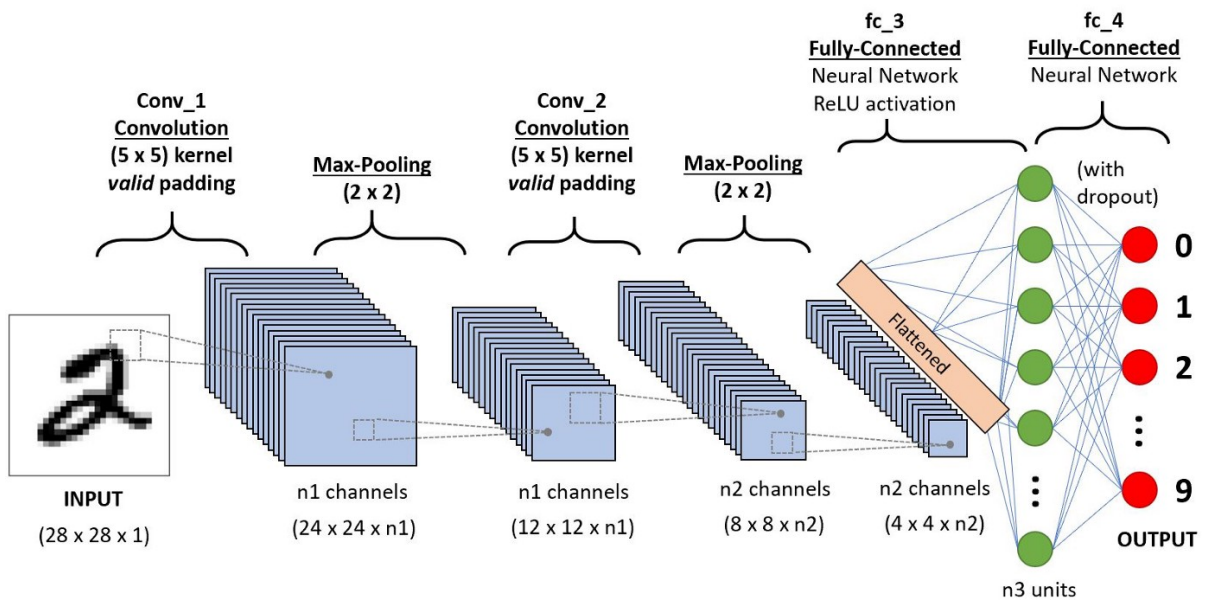 Conv_1
Convolution
(5 x 5) kernel
valid padding
Max-Pooling
(2 x 2)
Conv_2
Convolution
(5 x 5) kernel
valid padding
Max-Pooling
(2 x 2)
fc_3
Fully-Connected
Neural Network
ReLU activation
fc_4
Fully-Connected
Neural Network
(with
dropout)
Flattened
0
1
2
9
OUTPUT
2
INPUT
(28 x 28 x 1)
n1 channels
(24 x 24 x n1)
n1 channels
(12 x 12 x n1)
n2 channels
(8 x 8 x n2)
n2 channels
(4 x 4 x n2)
n3 units